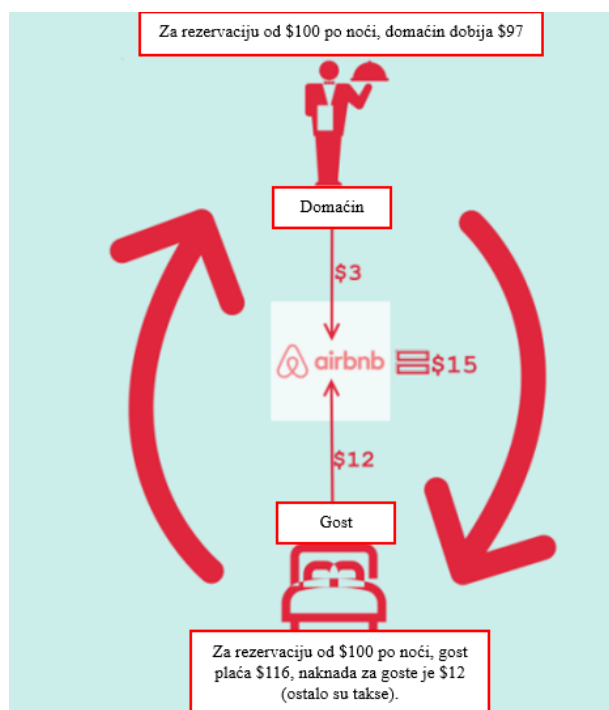 Za rezervaciju od $100 po noći, domaćin dobija $97
Domaćin
$3
airbnb
$15
$12
Gost
Za rezervaciju od $100 po noći, gost
plaća $116, naknada za goste je $12
(ostalo su takse).